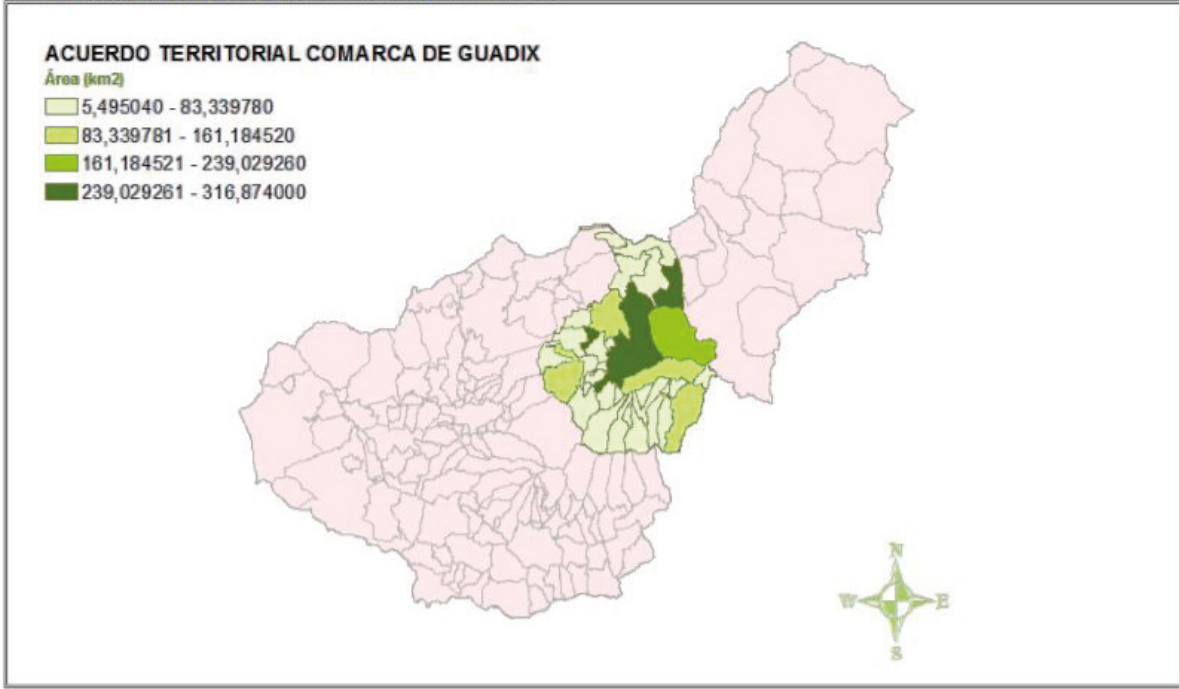 ACUERDO TERRITORIAL COMARCA DE GUADIX
Área (km2)
5,495040 - 83,339780
83,339781 - 161,184520
161,184521 - 239,029260
239,029261 - 316,874000
N
W E
S